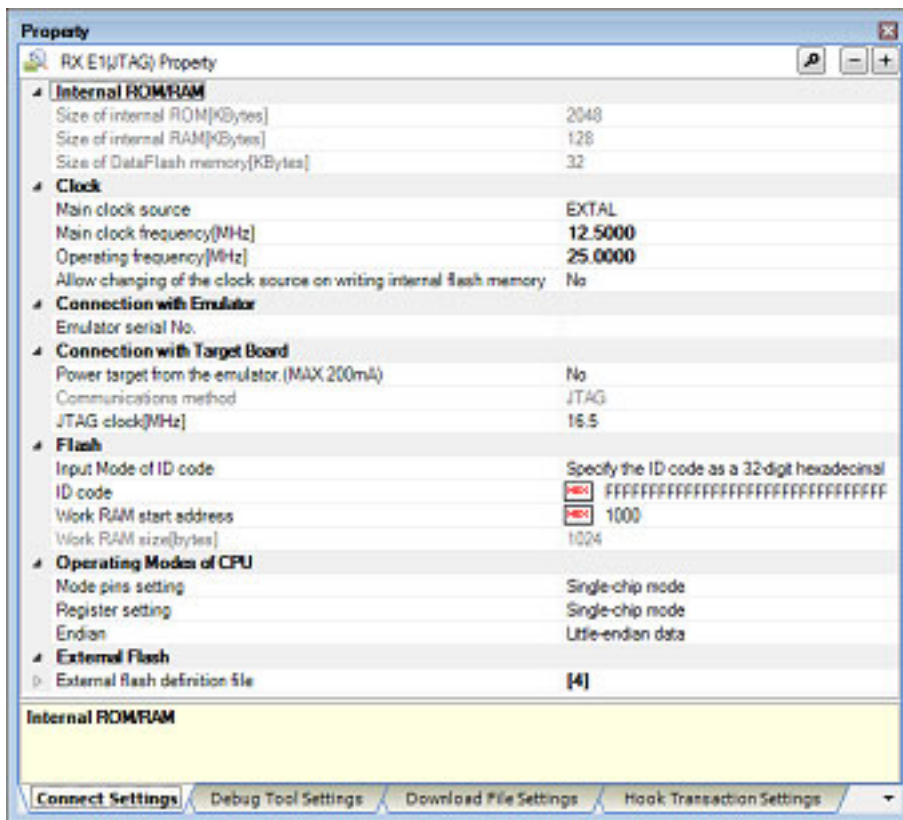 Property
RX E1(JTAG) Property
Internal ROM/RAM
Size of internal ROM[KBytes] 2048
Size of internal RAM[KBytes] 128
Size of DataFlash memory[KBytes] 32
Clock
Main clock source EXTAL
Main clock frequency[MHz] 12.5000
Operating frequency[MHz] 25.0000
Allow changing of the clock source on writing internal flash memory No
Connection with Emulator
Emulator serial No.
Connection with Target Board
Power target from the emulator.(MAX 200mA) No
Communications method JTAG
JTAG clock[MHz] 16.5
Flash
Input Mode of ID code Specify the ID code as a 32-digit hexadecimal
ID code HEX FFFFFFFFFFFFFFFFFFFFFFFFFFFFFFFF
Work RAM start address HEX 1000
Work RAM size[bytes] 1024
Operating Modes of CPU
Mode pins setting Single-chip mode
Register setting Single-chip mode
Endian Little-endian data
External Flash
External flash definition file [4]
Internal ROM/RAM
Connect Settings Debug Tool Settings Download File Settings Hook Transaction Settings